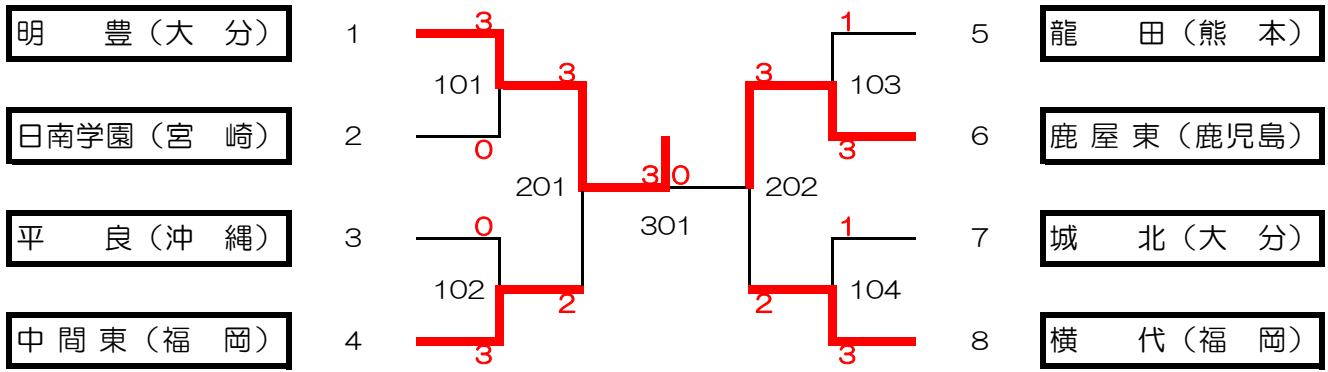 明　豊（大　分） 1 3 1 5 龍　田（熊　本）
101 3 3 103
日南学園（宮　崎） 2 0 3 6 鹿屋東（鹿児島）
201 3 0 202
301
平　良（沖　縄） 3 0 1 7 城　北（大　分）
102 2 2 104
中間東（福　岡） 4 3 3 8 横　代（福　岡）